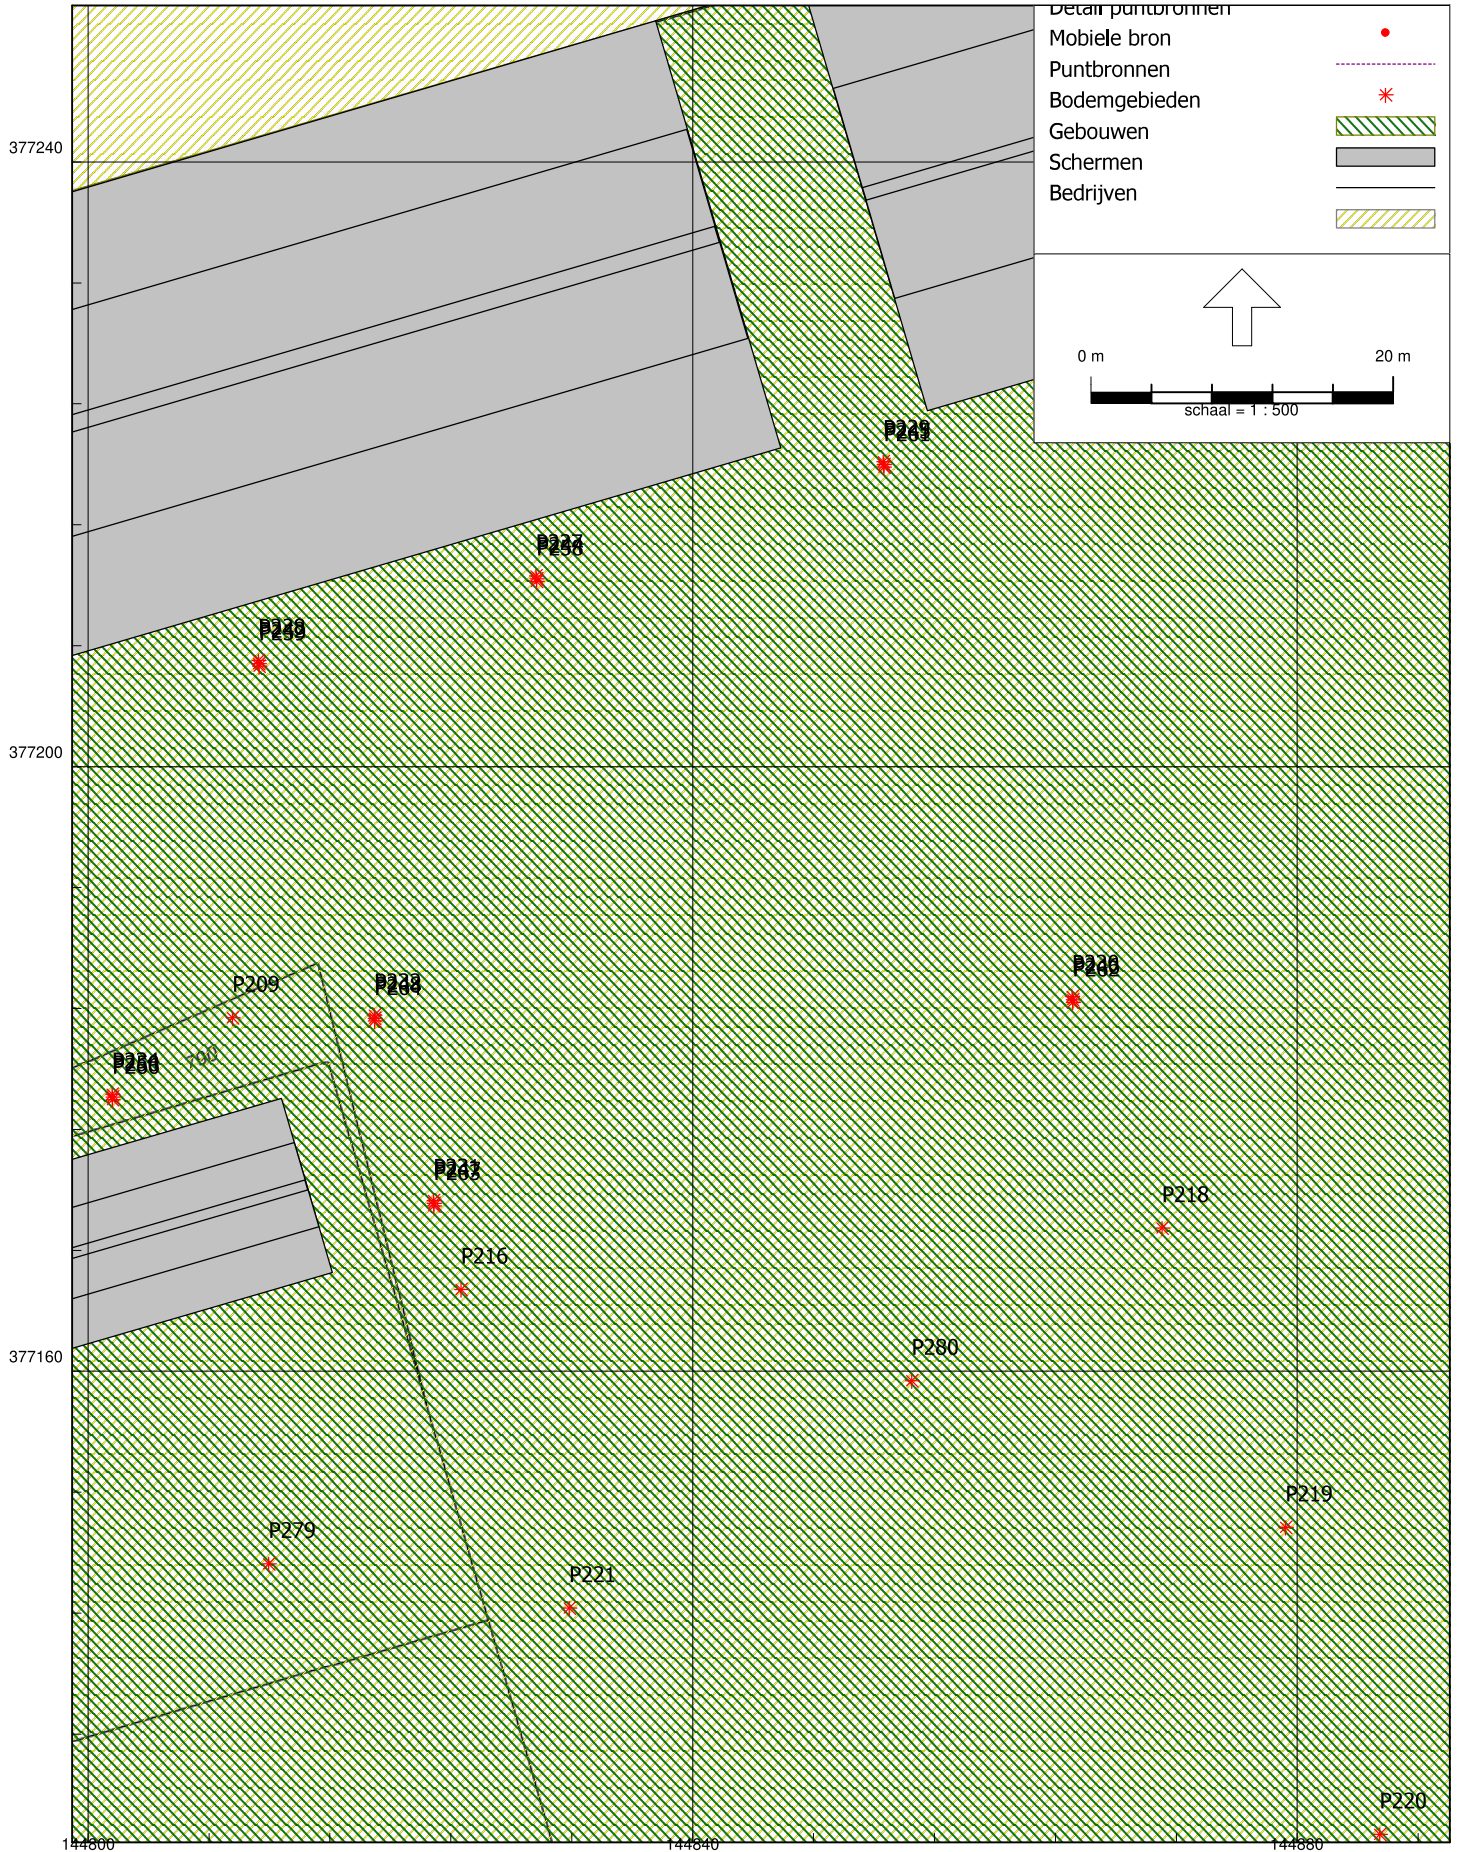 Detail puntbronnen
Mobiele bron
Puntbronnen
Bodemgebieden
Gebouwen
Schermen
Bedrijven
0 m 20 m
schaal = 1 : 500
377240
377200
P209
790
P218
P216
377160
P280
P219
P279
P221
P220
144800 144840 144880